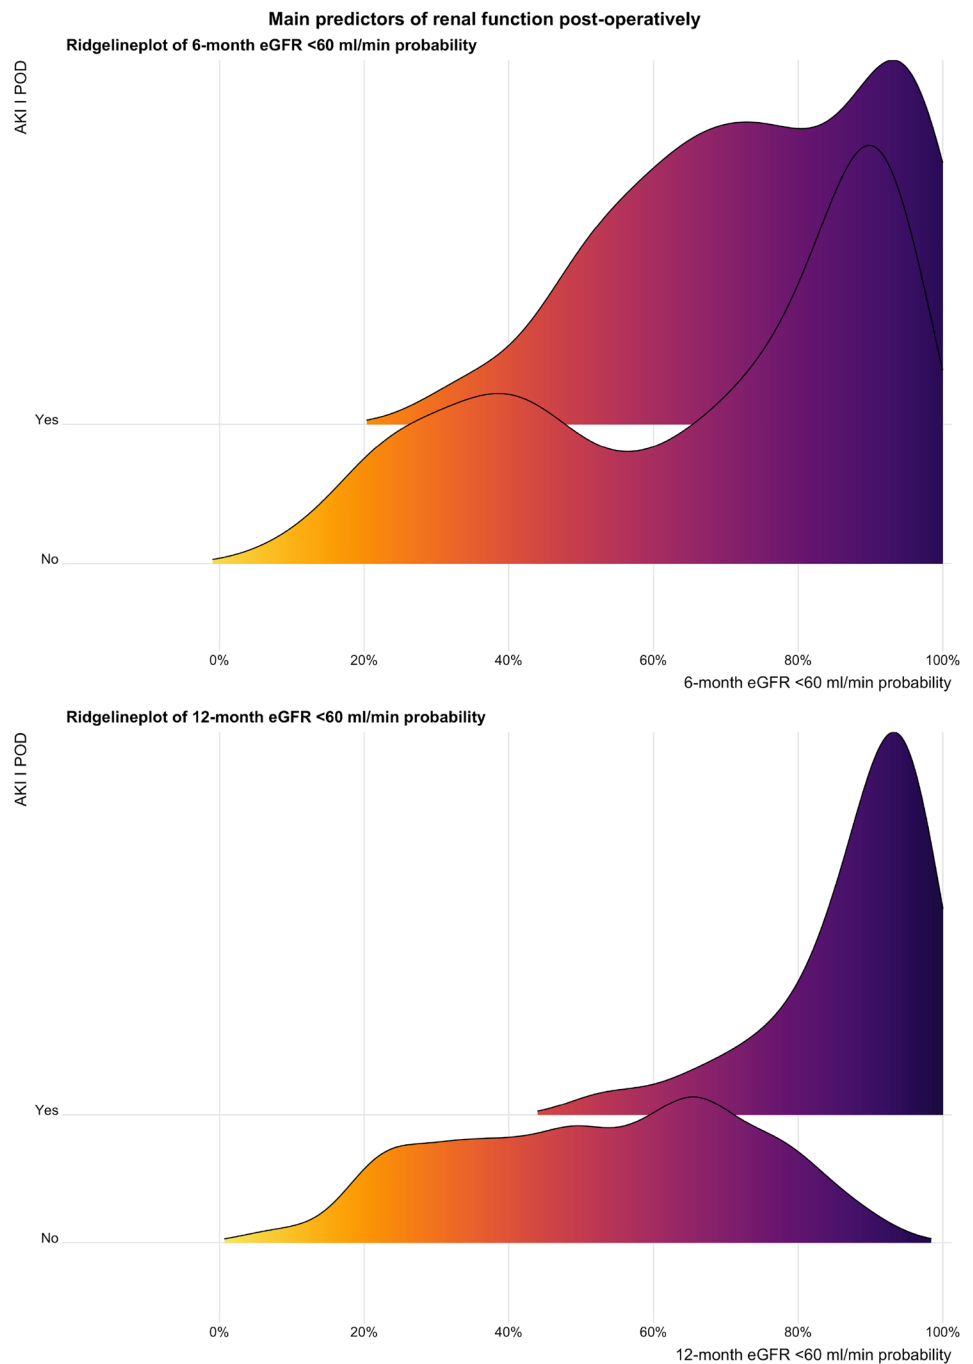 Main predictors of renal function post-operatively
Ridgelineplot of 6-month eGFR <60 ml/min probability
AKI I POD
Yes
No
0% 20% 40% 60% 80% 100%
6-month eGFR <60 ml/min probability
Ridgelineplot of 12-month eGFR <60 ml/min probability
AKI I POD
Yes
No
0% 20% 40% 60% 80% 100%
12-month eGFR <60 ml/min probability